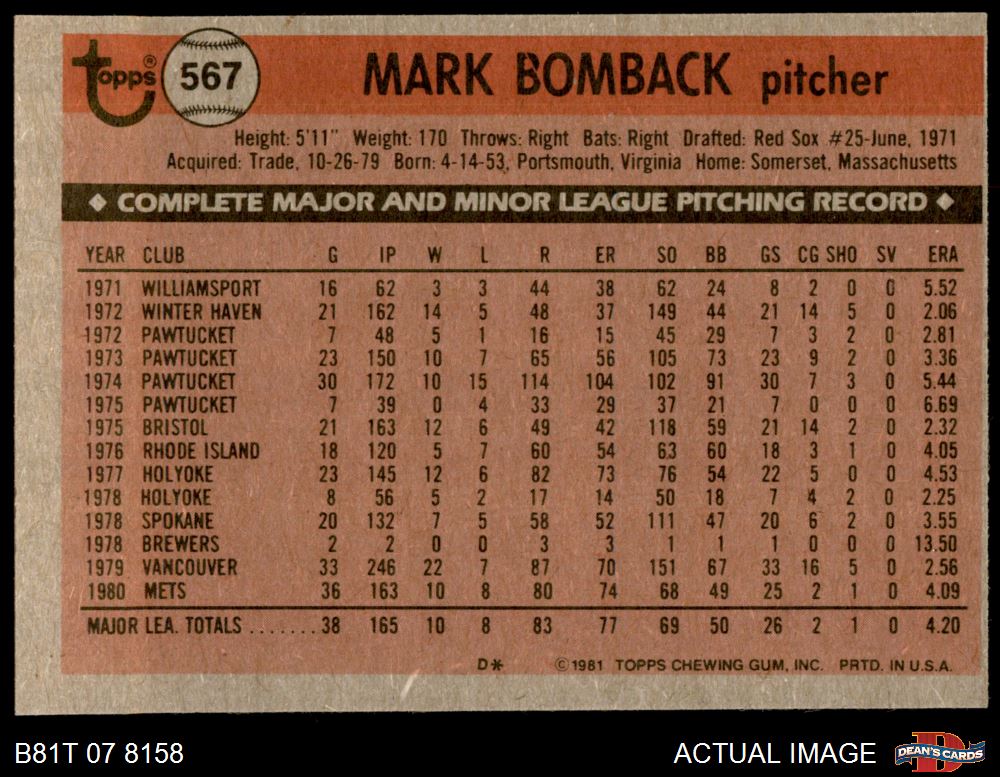 Topps® 567 MARK BOMBACK pitcher
Height: 5'11" Weight: 170 Throws: Right Bats: Right Drafted: Red Sox #25-June, 1971
Acquired: Trade, 10-26-79 Born: 4-14-53, Portsmouth, Virginia Home: Somerset, Massachusetts
◆ COMPLETE MAJOR AND MINOR LEAGUE PITCHING RECORD ◆
YEAR CLUB G IP W L R ER SO BB GS CG SHO SV ERA
1971 WILLIAMSPORT 16 62 3 3 44 38 62 24 8 2 0 0 5.52
1972 WINTER HAVEN 21 162 14 5 48 37 149 44 21 14 5 0 2.06
1972 PAWTUCKET 7 48 5 1 16 15 45 29 7 3 2 0 2.81
1973 PAWTUCKET 23 150 10 7 65 56 105 73 23 9 2 0 3.36
1974 PAWTUCKET 30 172 10 15 114 104 102 91 30 7 3 0 5.44
1975 PAWTUCKET 7 39 0 4 33 29 37 21 7 0 0 0 6.69
1975 BRISTOL 21 163 12 6 49 42 118 59 21 14 2 0 2.32
1976 RHODE ISLAND 18 120 5 7 60 54 63 60 18 3 1 0 4.05
1977 HOLYOKE 23 145 12 6 82 73 76 54 22 5 0 0 4.53
1978 HOLYOKE 8 56 5 2 17 14 50 18 7 4 2 0 2.25
1978 SPOKANE 20 132 7 5 58 52 111 47 20 6 2 0 3.55
1978 BREWERS 2 2 0 0 3 3 1 1 1 0 0 0 13.50
1979 VANCOUVER 33 246 22 7 87 70 151 67 33 16 5 0 2.56
1980 METS 36 163 10 8 80 74 68 49 25 2 1 0 4.09
MAJOR LEA. TOTALS .......38 165 10 8 83 77 69 50 26 2 1 0 4.20
D* ©1981 TOPPS CHEWING GUM, INC. PRTD. IN U.S.A.
B81T 07 8158 ACTUAL IMAGE DEAN'S CARDS